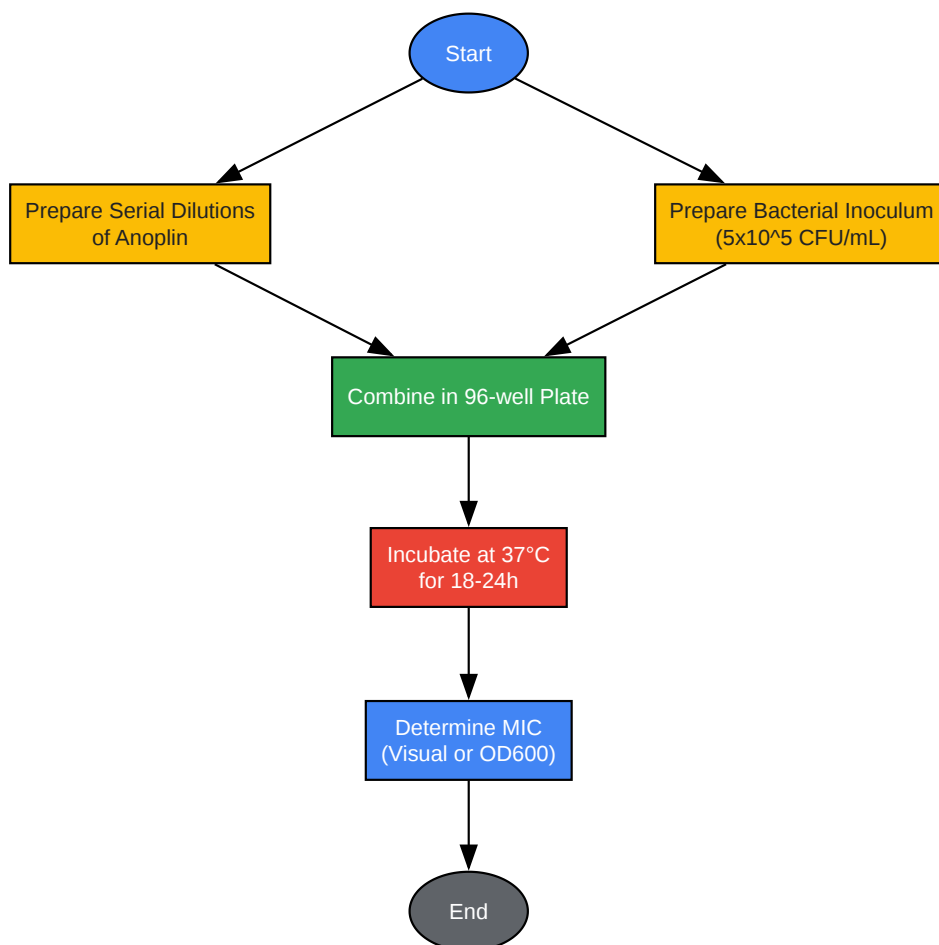 Start
Prepare Serial Dilutions
of Anoplin
Prepare Bacterial Inoculum
(5x10^5 CFU/mL)
Combine in 96-well Plate
Incubate at 37°C
for 18-24h
Determine MIC
(Visual or OD600)
End